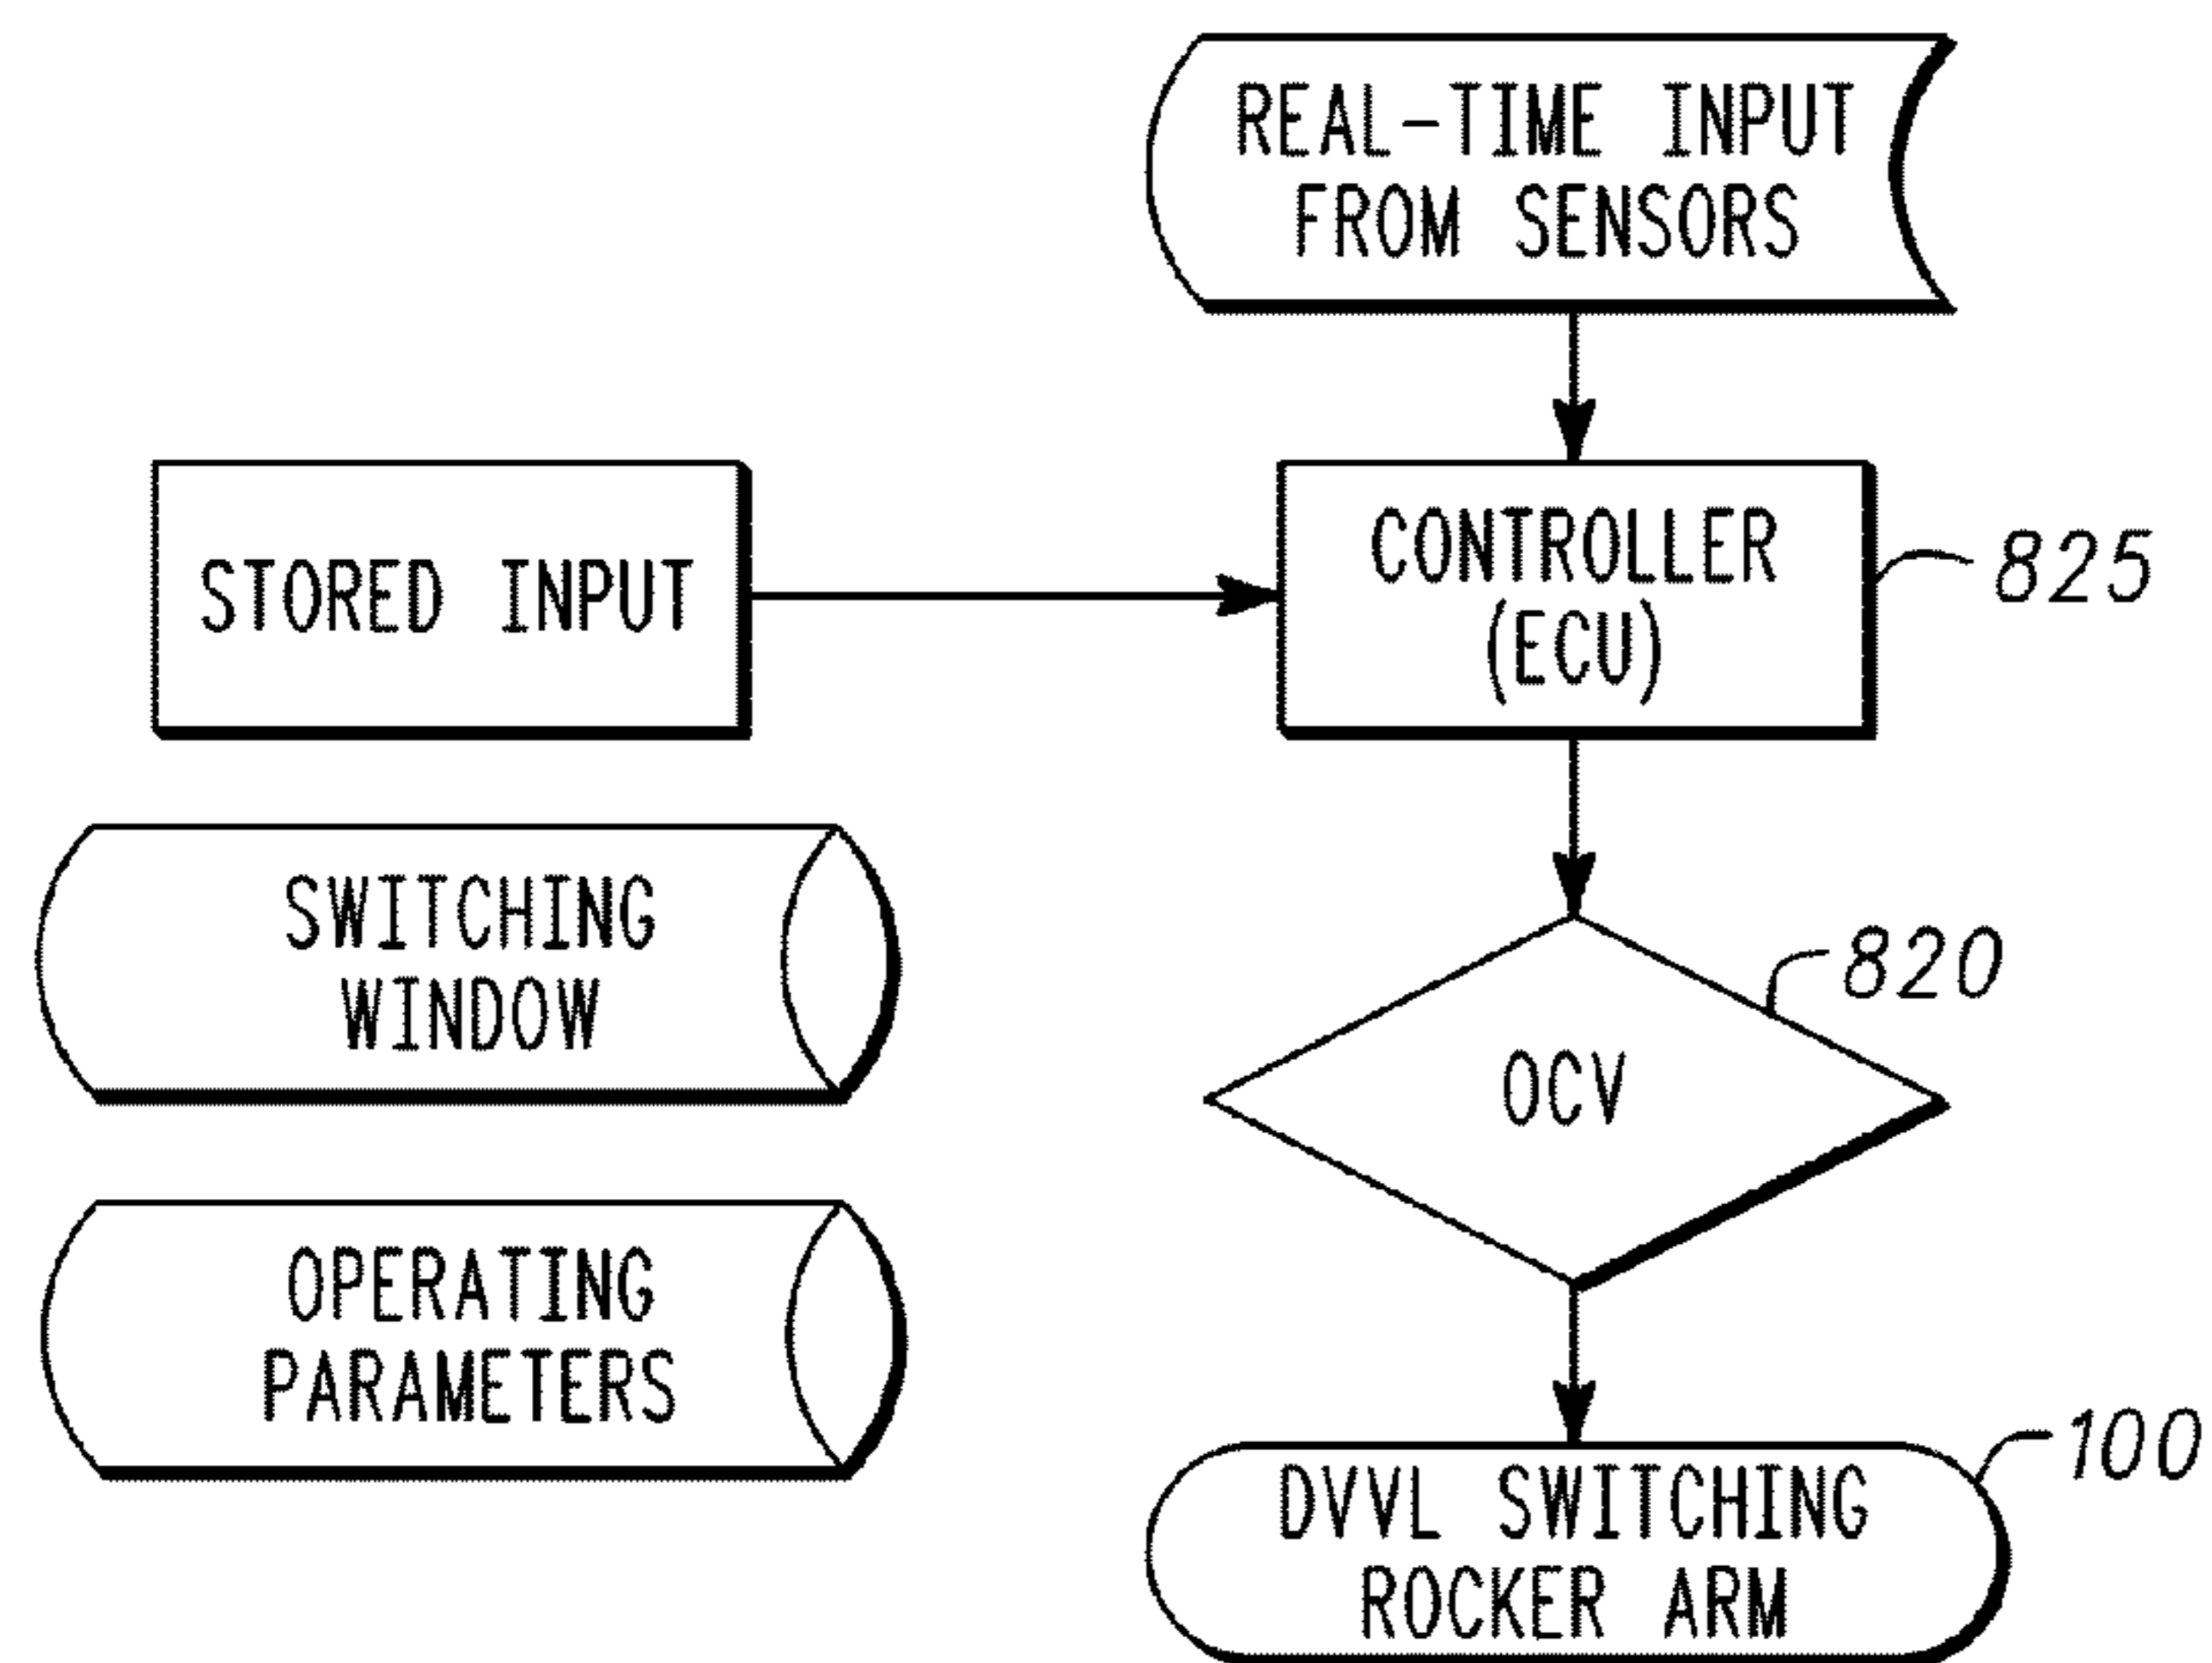 REAL-TIME INPUT
FROM SENSORS
STORED INPUT
CONTROLLER
(ECU)
825
SWITCHING
WINDOW
820
OCV
OPERATING
PARAMETERS
100
DVVL SWITCHING
ROCKER ARM